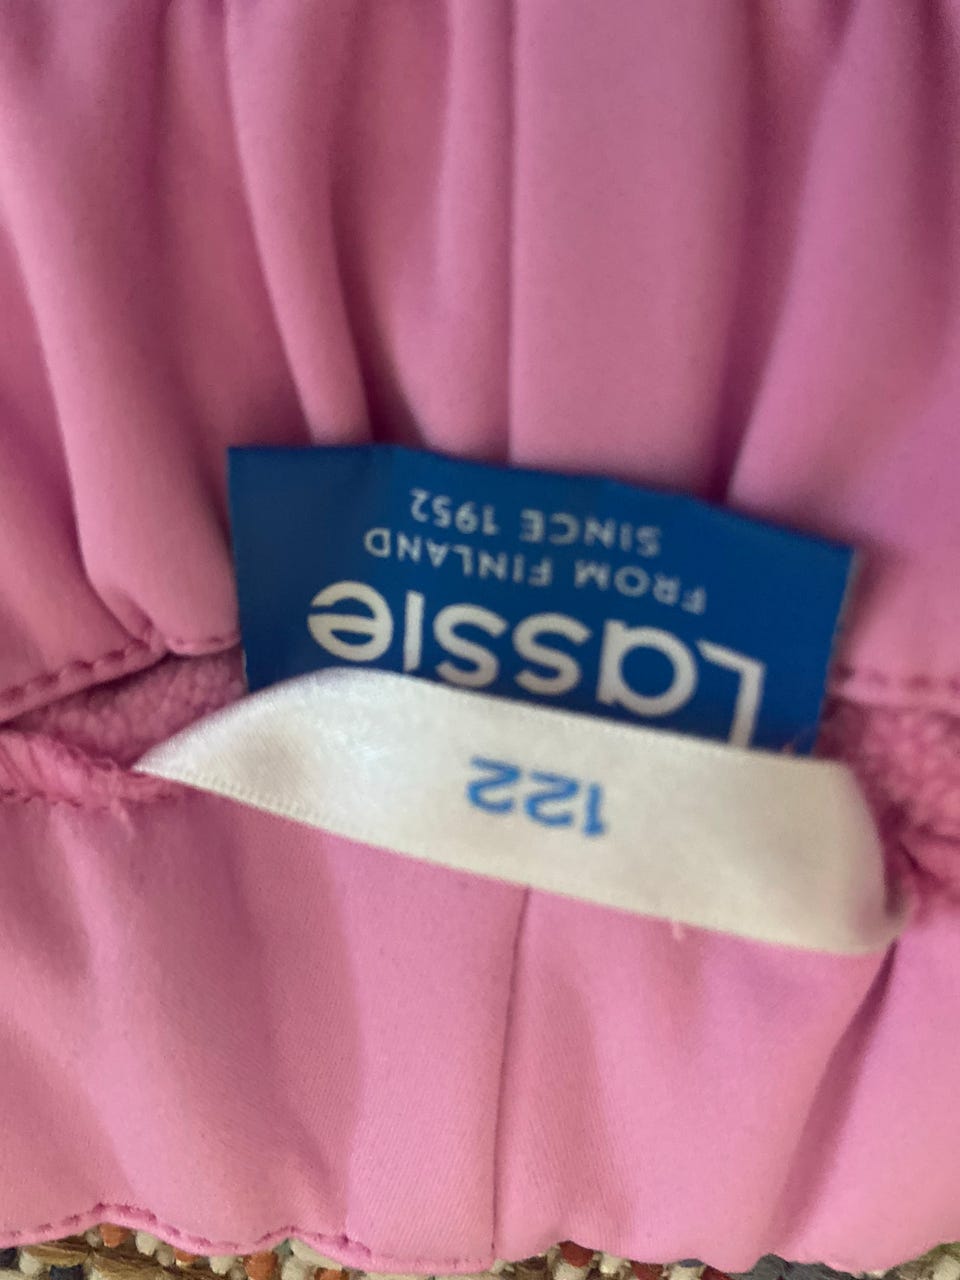 122
Lassie
FROM FINLAND
SINCE 1952